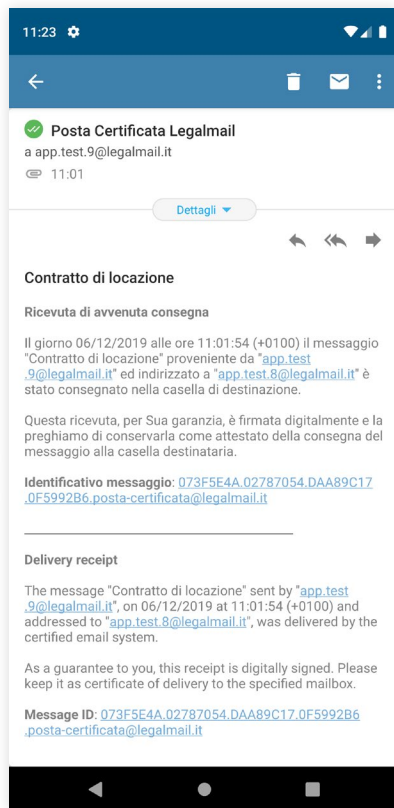 11:23
Posta Certificata Legalmail
a app.test.9@legalmail.it
11:01
Dettagli
Contratto di locazione
Ricevuta di avvenuta consegna
Il giorno 06/12/2019 alle ore 11:01:54 (+0100) il messaggio
"Contratto di locazione" proveniente da "app.test
.9@legalmail.it" ed indirizzato a "app.test.8@legalmail.it" è
stato consegnato nella casella di destinazione.
Questa ricevuta, per Sua garanzia, è firmata digitalmente e la
preghiamo di conservarla come attestato della consegna del
messaggio alla casella destinataria.
Identificativo messaggio: 073F5E4A.02787054.DAA89C17
.0F5992B6.posta-certificata@legalmail.it
Delivery receipt
The message "Contratto di locazione" sent by "app.test
.9@legalmail.it", on 06/12/2019 at 11:01:54 (+0100) and
addressed to "app.test.8@legalmail.it", was delivered by the
certified email system.
As a guarantee to you, this receipt is digitally signed. Please
keep it as certificate of delivery to the specified mailbox.
Message ID: 073F5E4A.02787054.DAA89C17.0F5992B6
.posta-certificata@legalmail.it